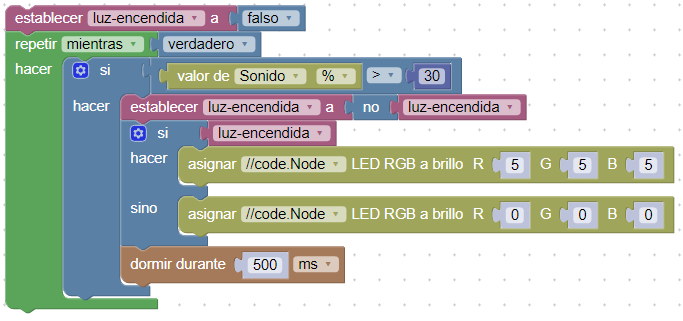 establecer luz-encendida a falso
repetir mientras verdadero
hacer si valor de Sonido % > 30
hacer establecer luz-encendida a no luz-encendida
si luz-encendida
hacer asignar //code.Node LED RGB a brillo R 5 G 5 B 5
sino asignar //code.Node LED RGB a brillo R 0 G 0 B 0
dormir durante 500 ms